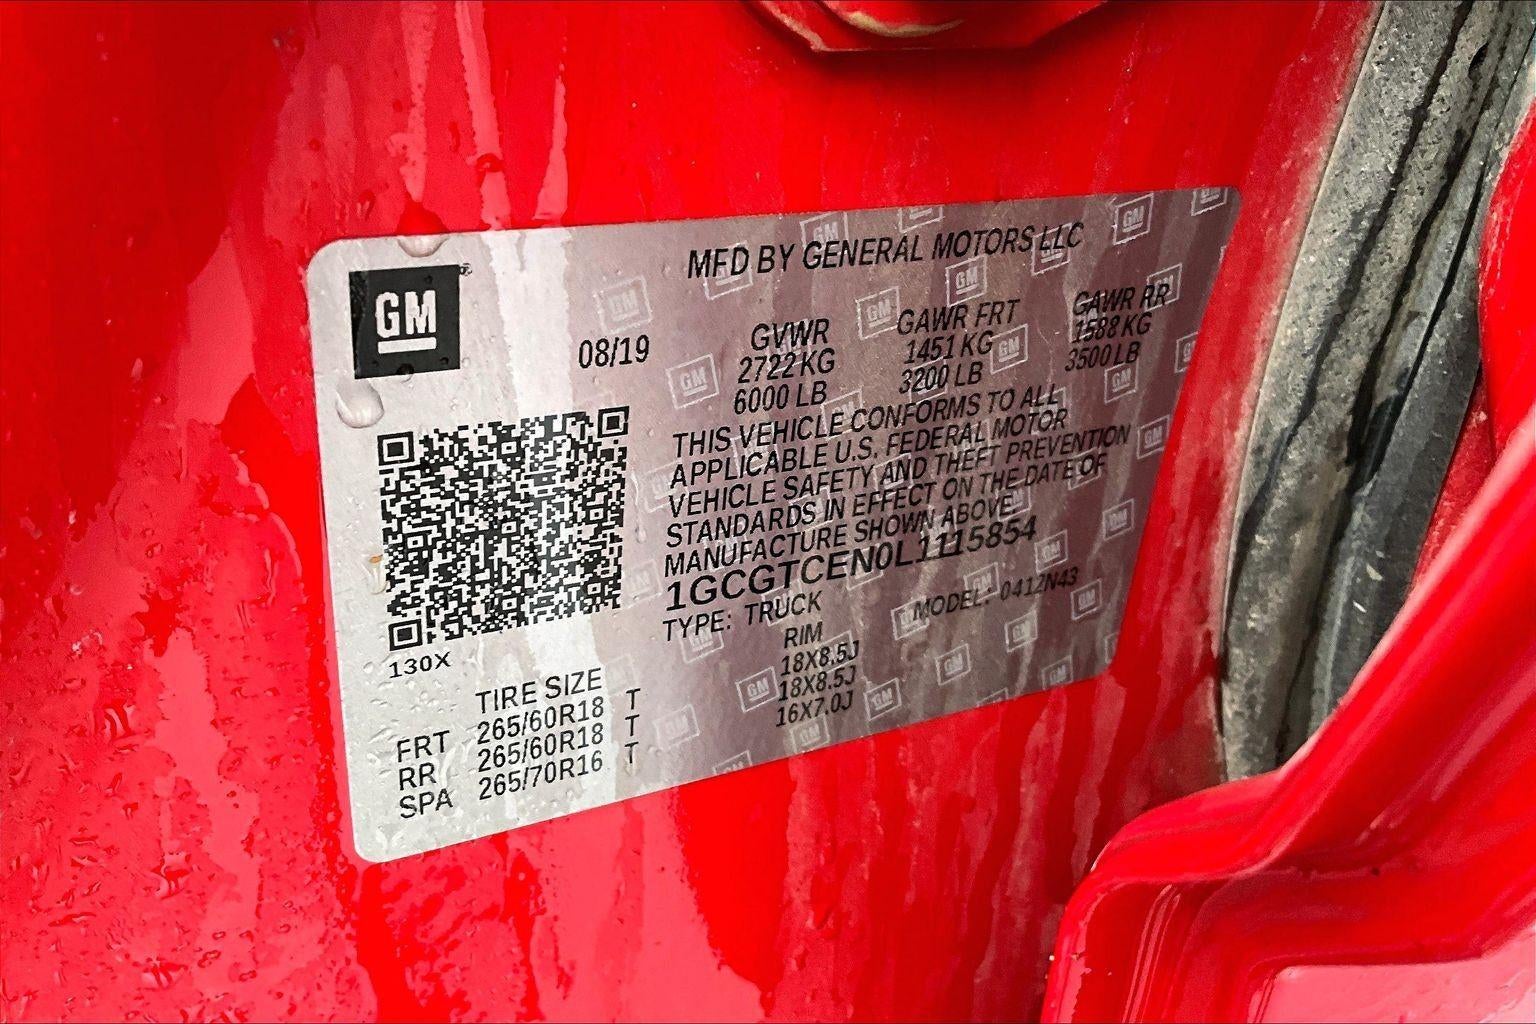 GM
MFD BY GENERAL MOTORS LLC
08/19
GVWR GAWR FRT GAWR RR
2722 KG 1451 KG 1588 KG
6000 LB 3200 LB 3500 LB
THIS VEHICLE CONFORMS TO ALL
APPLICABLE U.S. FEDERAL MOTOR
VEHICLE SAFETY AND THEFT PREVENTION
STANDARDS IN EFFECT ON THE DATE OF
MANUFACTURE SHOWN ABOVE.
1GCGTCEN0L1115854
TYPE: TRUCK MODEL: 0412N43
130X
TIRE SIZE RIM
FRT 265/60R18 T 18X8.5J
RR 265/60R18 T 18X8.5J
SPA 265/70R16 T 16X7.0J